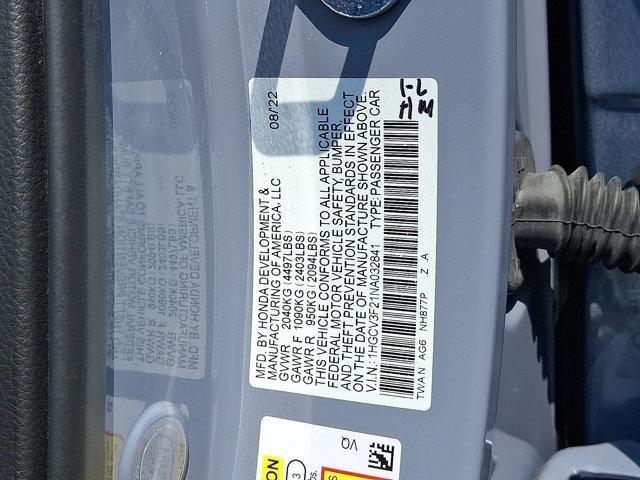 MFD. BY HONDA DEVELOPMENT &
MANUFACTURING OF AMERICA, LLC
08/22
GVWR 2040KG (4497LBS)
GAWR F 1090KG (2403LBS)
GAWR R 950KG (2094LBS)
THIS VEHICLE CONFORMS TO ALL APPLICABLE
FEDERAL MOTOR VEHICLE SAFETY, BUMPER,
AND THEFT PREVENTION STANDARDS IN EFFECT
ON THE DATE OF MANUFACTURE SHOWN ABOVE.
V.I.N.: 1HGCV3F21NA032841 TYPE:PASSENGER CAR
TWAN AG6 NH877P Z A
VQ